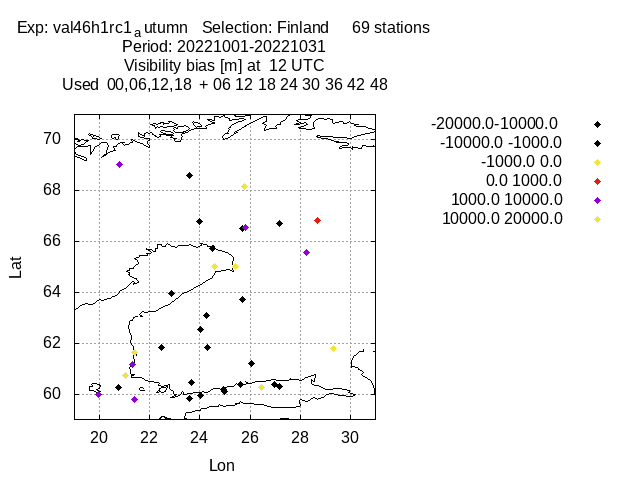 Exp: val46h1rc1autumn Selection: Finland 69 stations
Period: 20221001-20221031
Visibility bias [m] at 12 UTC
Used 00,06,12,18 + 06 12 18 24 30 36 42 48
-20000.0-10000.0
-10000.0 -1000.0
-1000.0 0.0
0.0 1000.0
1000.0 10000.0
10000.0 20000.0
70
68
66
64
62
60
Lat
20 22 24 26 28 30
Lon